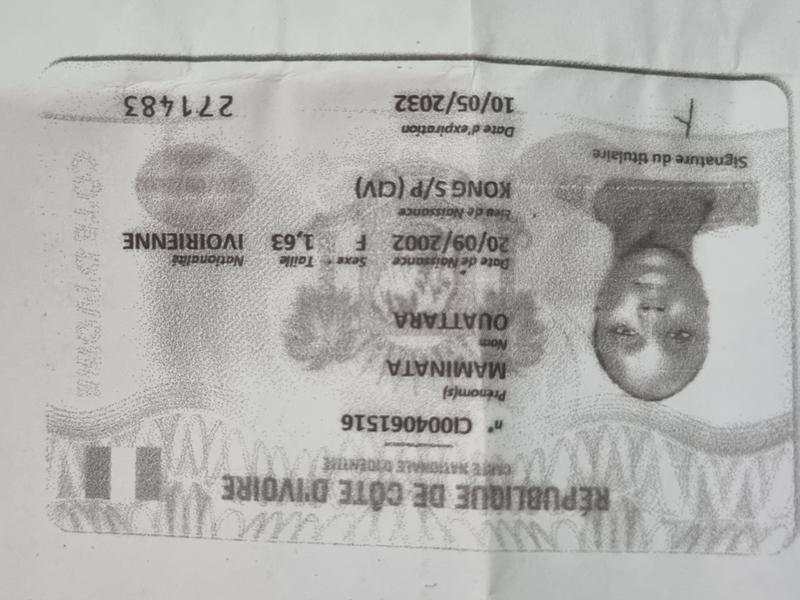 RÉPUBLIQUE DE CÔTE D'IVOIRE
CARTE NATIONALE D'IDENTITÉ
n° CI004061516
Prénom(s)
MAMINATA
Nom
OUATTARA
Date de Naissance Sexe Taille Nationalité
20/09/2002 F 1,63 IVOIRIENNE
Lieu de Naissance
KONG S/P (CIV)
Signature du titulaire
Date d'expiration
10/05/2032
271483